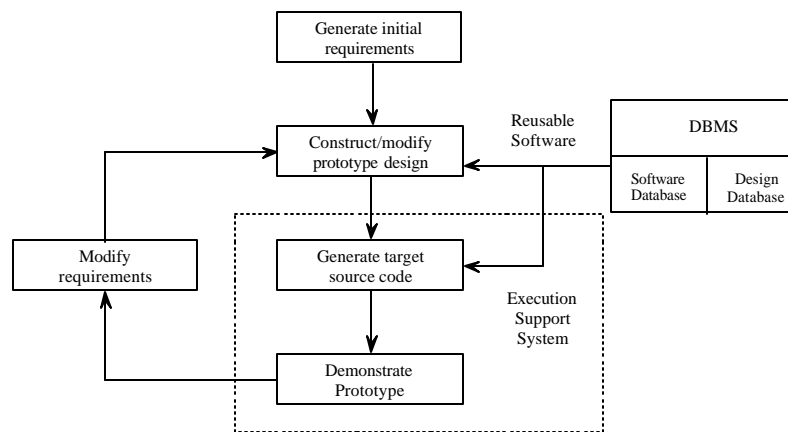 Generate initial
requirements
Reusable
Software
DBMS
Construct/modify
prototype design
Software
Database
Design
Database
Modify
requirements
Generate target
source code
Execution
Support
System
Demonstrate
Prototype